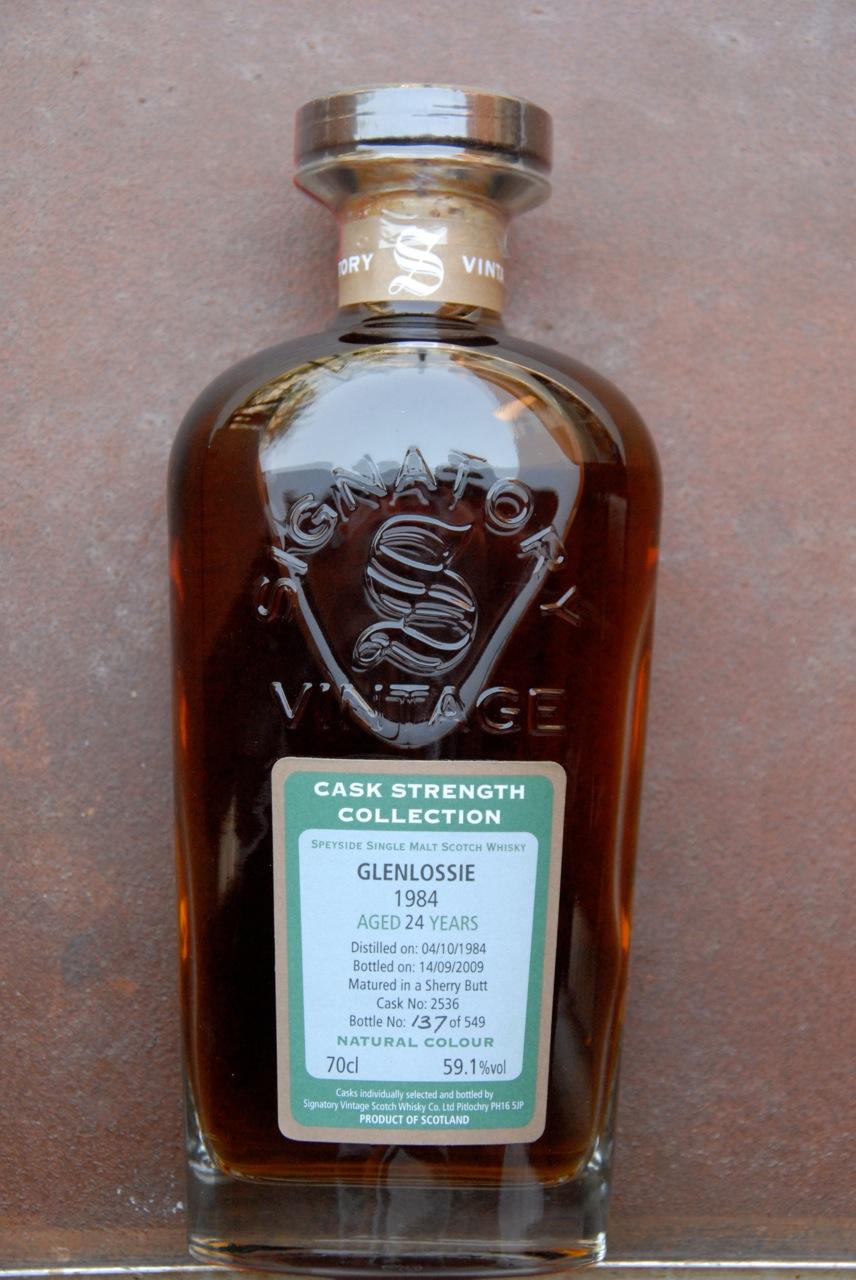 TORY S VINTA
SIGNATORY
S
VINTAGE
CASK STRENGTH
COLLECTION
SPEYSIDE SINGLE MALT SCOTCH WHISKY
GLENLOSSIE
1984
AGED 24 YEARS
Distilled on: 04/10/1984
Bottled on: 14/09/2009
Matured in a Sherry Butt
Cask No: 2536
Bottle No: 137 of 549
NATURAL COLOUR
70cl 59.1%vol
Casks individually selected and bottled by
Signatory Vintage Scotch Whisky Co. Ltd Pitlochry PH16 5JP
PRODUCT OF SCOTLAND